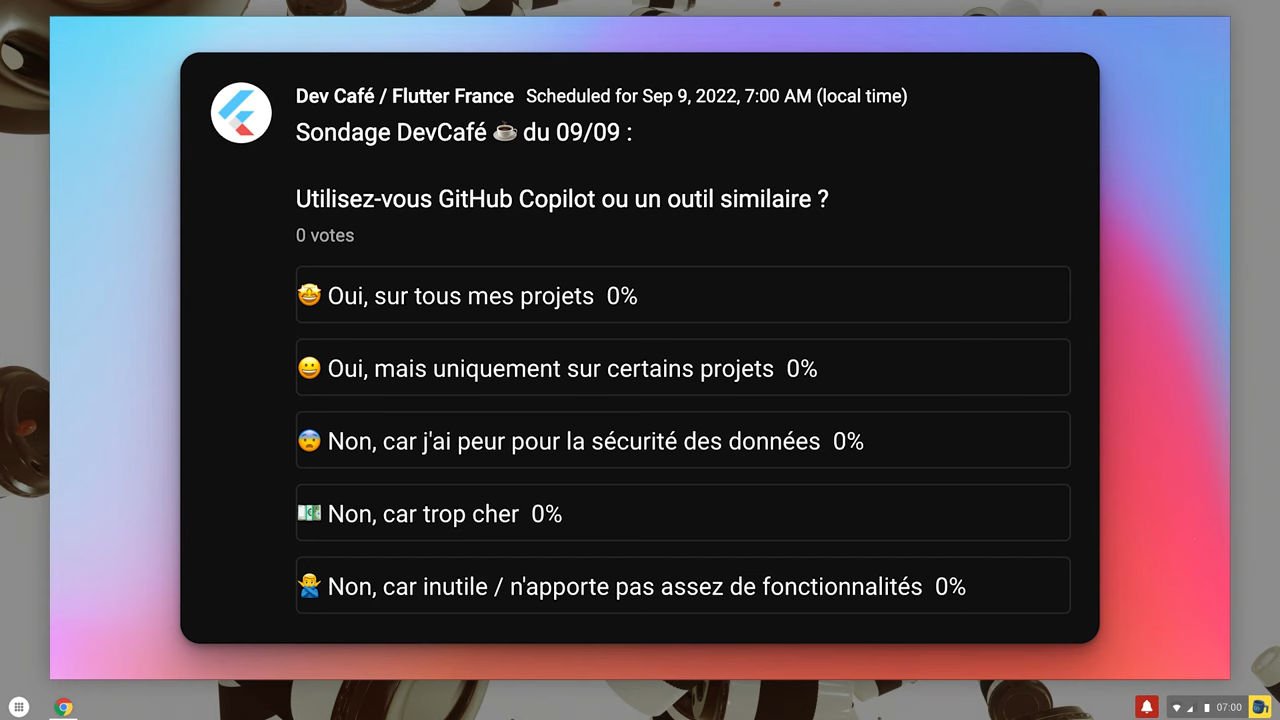 Dev Café / Flutter France Scheduled for Sep 9, 2022, 7:00 AM (local time)
Sondage DevCafé ☕ du 09/09 :
Utilisez-vous GitHub Copilot ou un outil similaire ?
0 votes
🤩 Oui, sur tous mes projets 0%
😀 Oui, mais uniquement sur certains projets 0%
😨 Non, car j'ai peur pour la sécurité des données 0%
💶 Non, car trop cher 0%
🙅‍♂️ Non, car inutile / n'apporte pas assez de fonctionnalités 0%
07:00